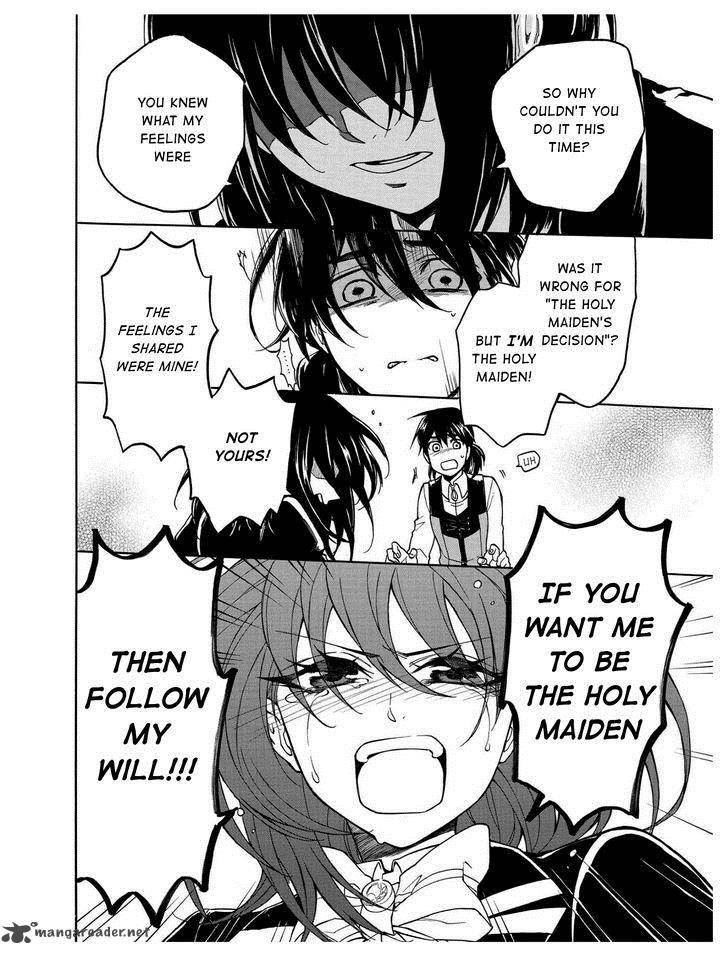 SO WHY
COULDN'T YOU
DO IT THIS
TIME?
YOU KNEW
WHAT MY
FEELINGS
WERE
WAS IT
WRONG FOR
"THE HOLY
MAIDEN'S
DECISION"?
BUT I'M
THE HOLY
MAIDEN!
THE
FEELINGS I
SHARED
WERE MINE!
NOT
YOURS!
UH
IF YOU
WANT ME
TO BE
THE HOLY
MAIDEN
THEN
FOLLOW
MY
WILL!!!
mangareader.net